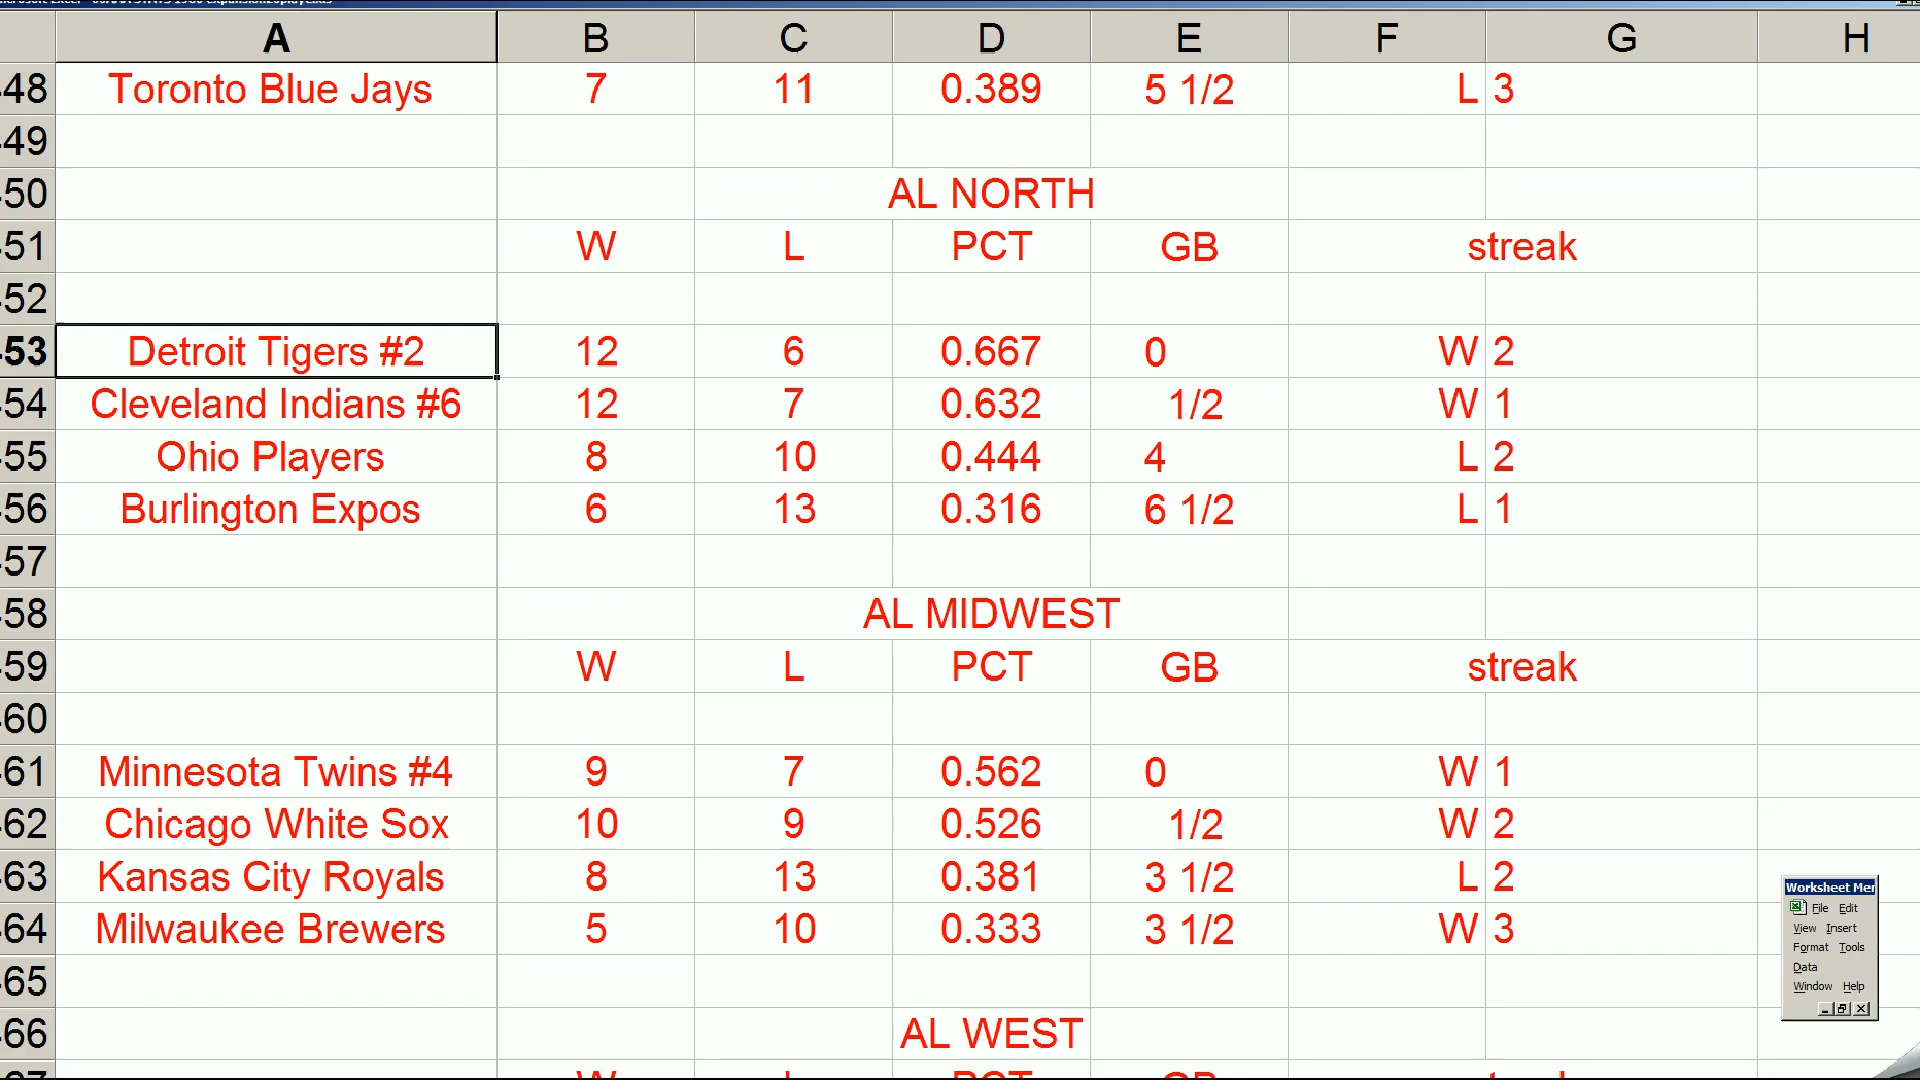 A B C D E F G H
48 Toronto Blue Jays 7 11 0.389 5 1/2 L 3
49
50 AL NORTH
51 W L PCT GB streak
52
53 Detroit Tigers #2 12 6 0.667 0 W 2
54 Cleveland Indians #6 12 7 0.632 1/2 W 1
55 Ohio Players 8 10 0.444 4 L 2
56 Burlington Expos 6 13 0.316 6 1/2 L 1
57
58 AL MIDWEST
59 W L PCT GB streak
60
61 Minnesota Twins #4 9 7 0.562 0 W 1
62 Chicago White Sox 10 9 0.526 1/2 W 2
63 Kansas City Royals 8 13 0.381 3 1/2 L 2
64 Milwaukee Brewers 5 10 0.333 3 1/2 W 3
65
66 AL WEST
W L PCT GB streak
Worksheet Mer
File Edit
View Insert
Format Tools
Data
Window Help